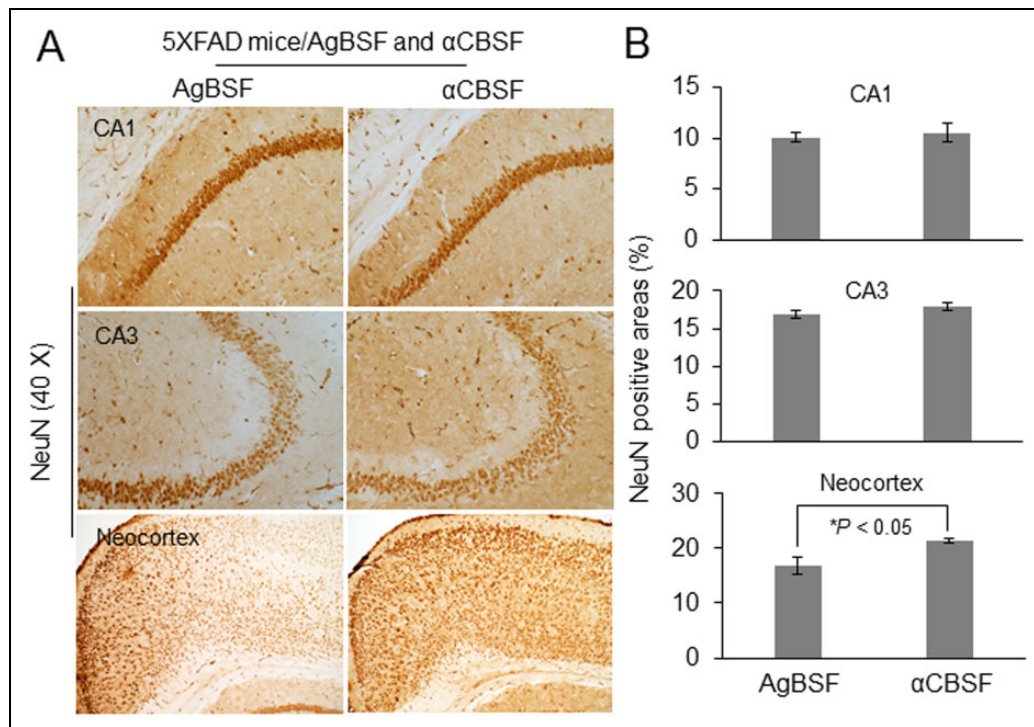 A
5XFAD mice/AgBSF and αCBSF
AgBSF
αCBSF
NeuN (40 X)
CA1
CA3
Neocortex
B
NeuN positive areas (%)
CA1
15
10
5
0
CA3
20
15
10
5
0
Neocortex
*P < 0.05
30
20
10
0
AgBSF
αCBSF